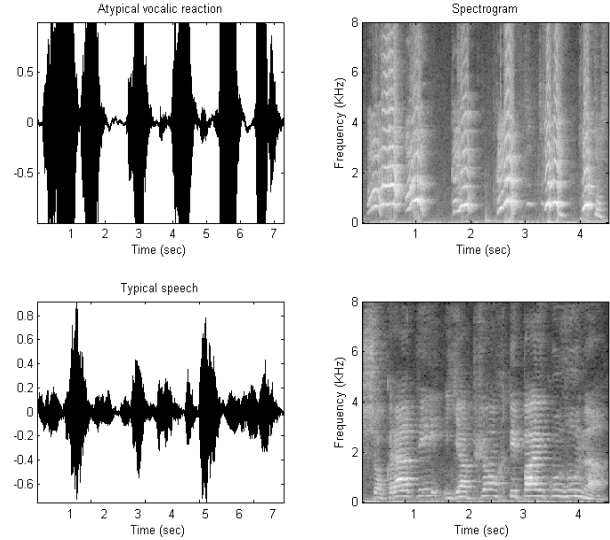 Atypical vocalic reaction
0.5
0
-0.5
1 2 3 4 5 6 7
Time (sec)
Spectrogram
8
6
4
2
0
Frequency (KHz)
1 2 3 4
Time (sec)
Typical speech
0.8
0.6
0.4
0.2
0
-0.2
-0.4
-0.6
1 2 3 4 5 6 7
Time (sec)
8
6
4
2
0
Frequency (KHz)
1 2 3 4
Time (sec)